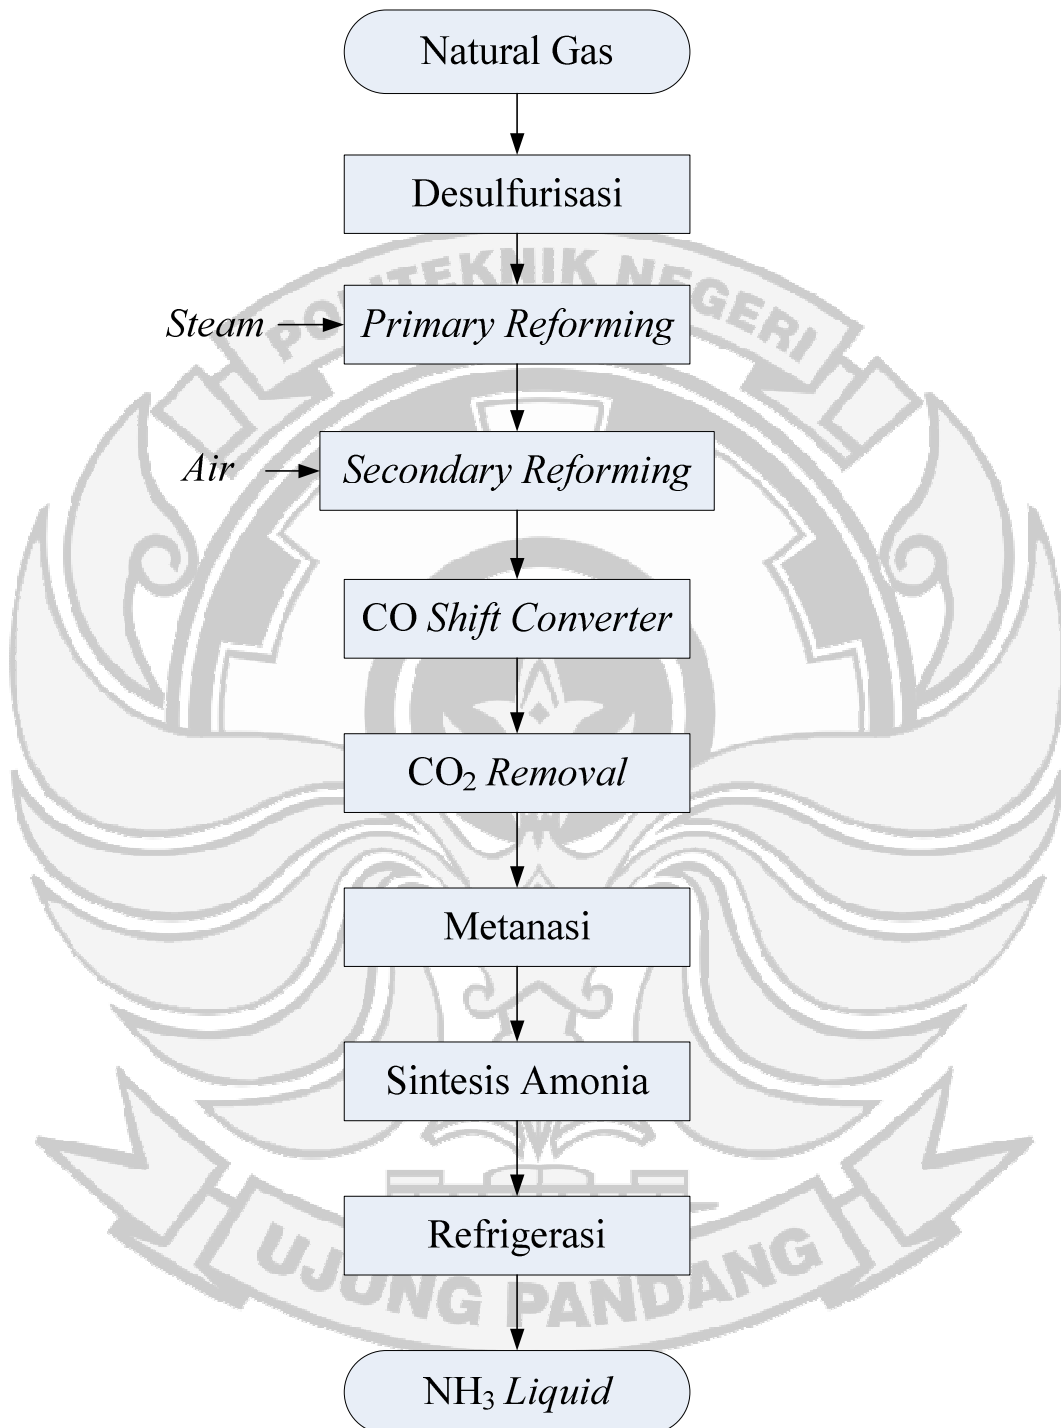 Natural Gas
Desulfurisasi
POLITEKNIK NEGERI
Steam
Primary Reforming
Air
Secondary Reforming
CO Shift Converter
CO₂ Removal
Metanasi
Sintesis Amonia
Refrigerasi
UJUNG PANDANG
NH₃ Liquid